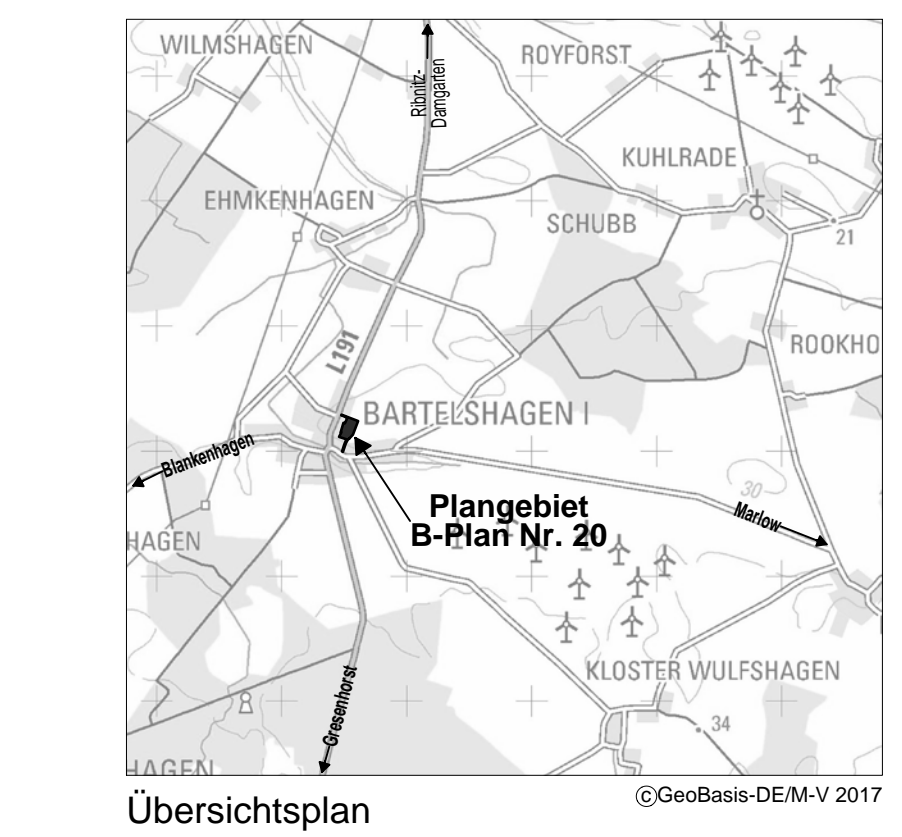 WILMSHAGEN
ROYFORST
Ribnitz-
Damgarten
KUHLRADE
EHMKENHAGEN
SCHUBB
21
L191
ROOKHO
BARTELSHAGEN I
Blankenhagen
30
Plangebiet
B-Plan Nr. 20
Marlow
HAGEN
KLOSTER WULFSHAGEN
Gresenhorst
34
HAGEN
Übersichtsplan
©GeoBasis-DE/M-V 2017